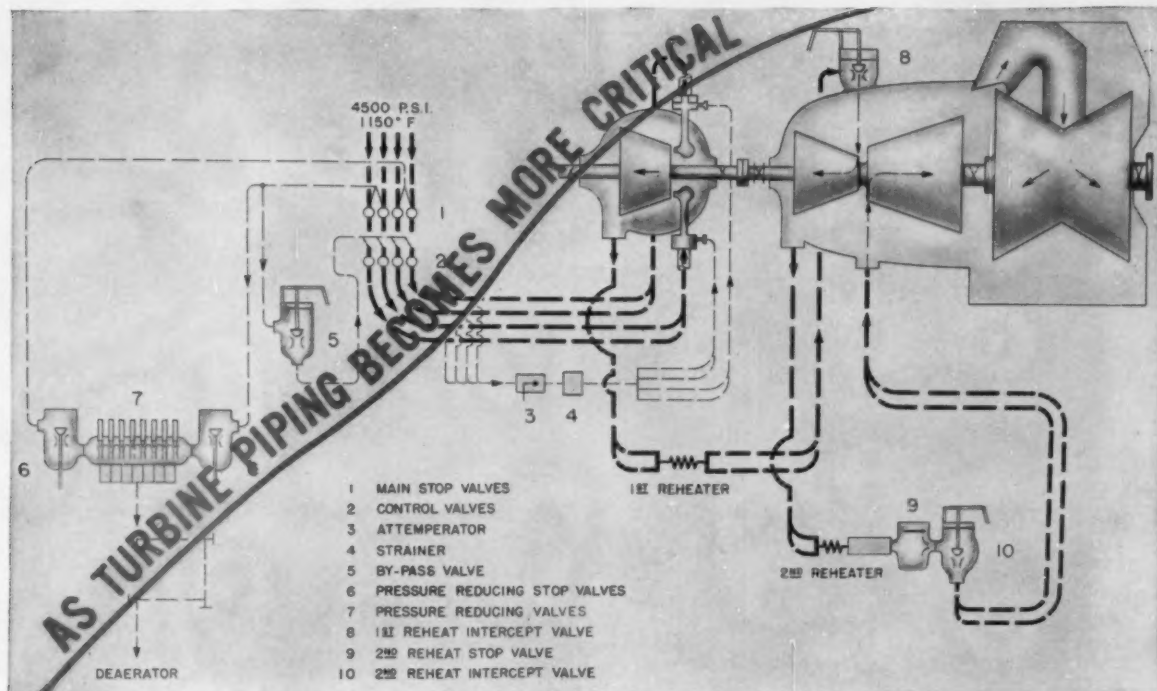 AS TURBINE PIPING BECOMES MORE CRITICAL
4500 P.S.I.
1150° F
1
2
3
4
5
6
7
8
9
10
1ST REHEATER
2ND REHEATER
DEAERATOR
1 MAIN STOP VALVES
2 CONTROL VALVES
3 ATTEMPERATOR
4 STRAINER
5 BY-PASS VALVE
6 PRESSURE REDUCING STOP VALVES
7 PRESSURE REDUCING VALVES
8 1ST REHEAT INTERCEPT VALVE
9 2ND REHEAT STOP VALVE
10 2ND REHEAT INTERCEPT VALVE